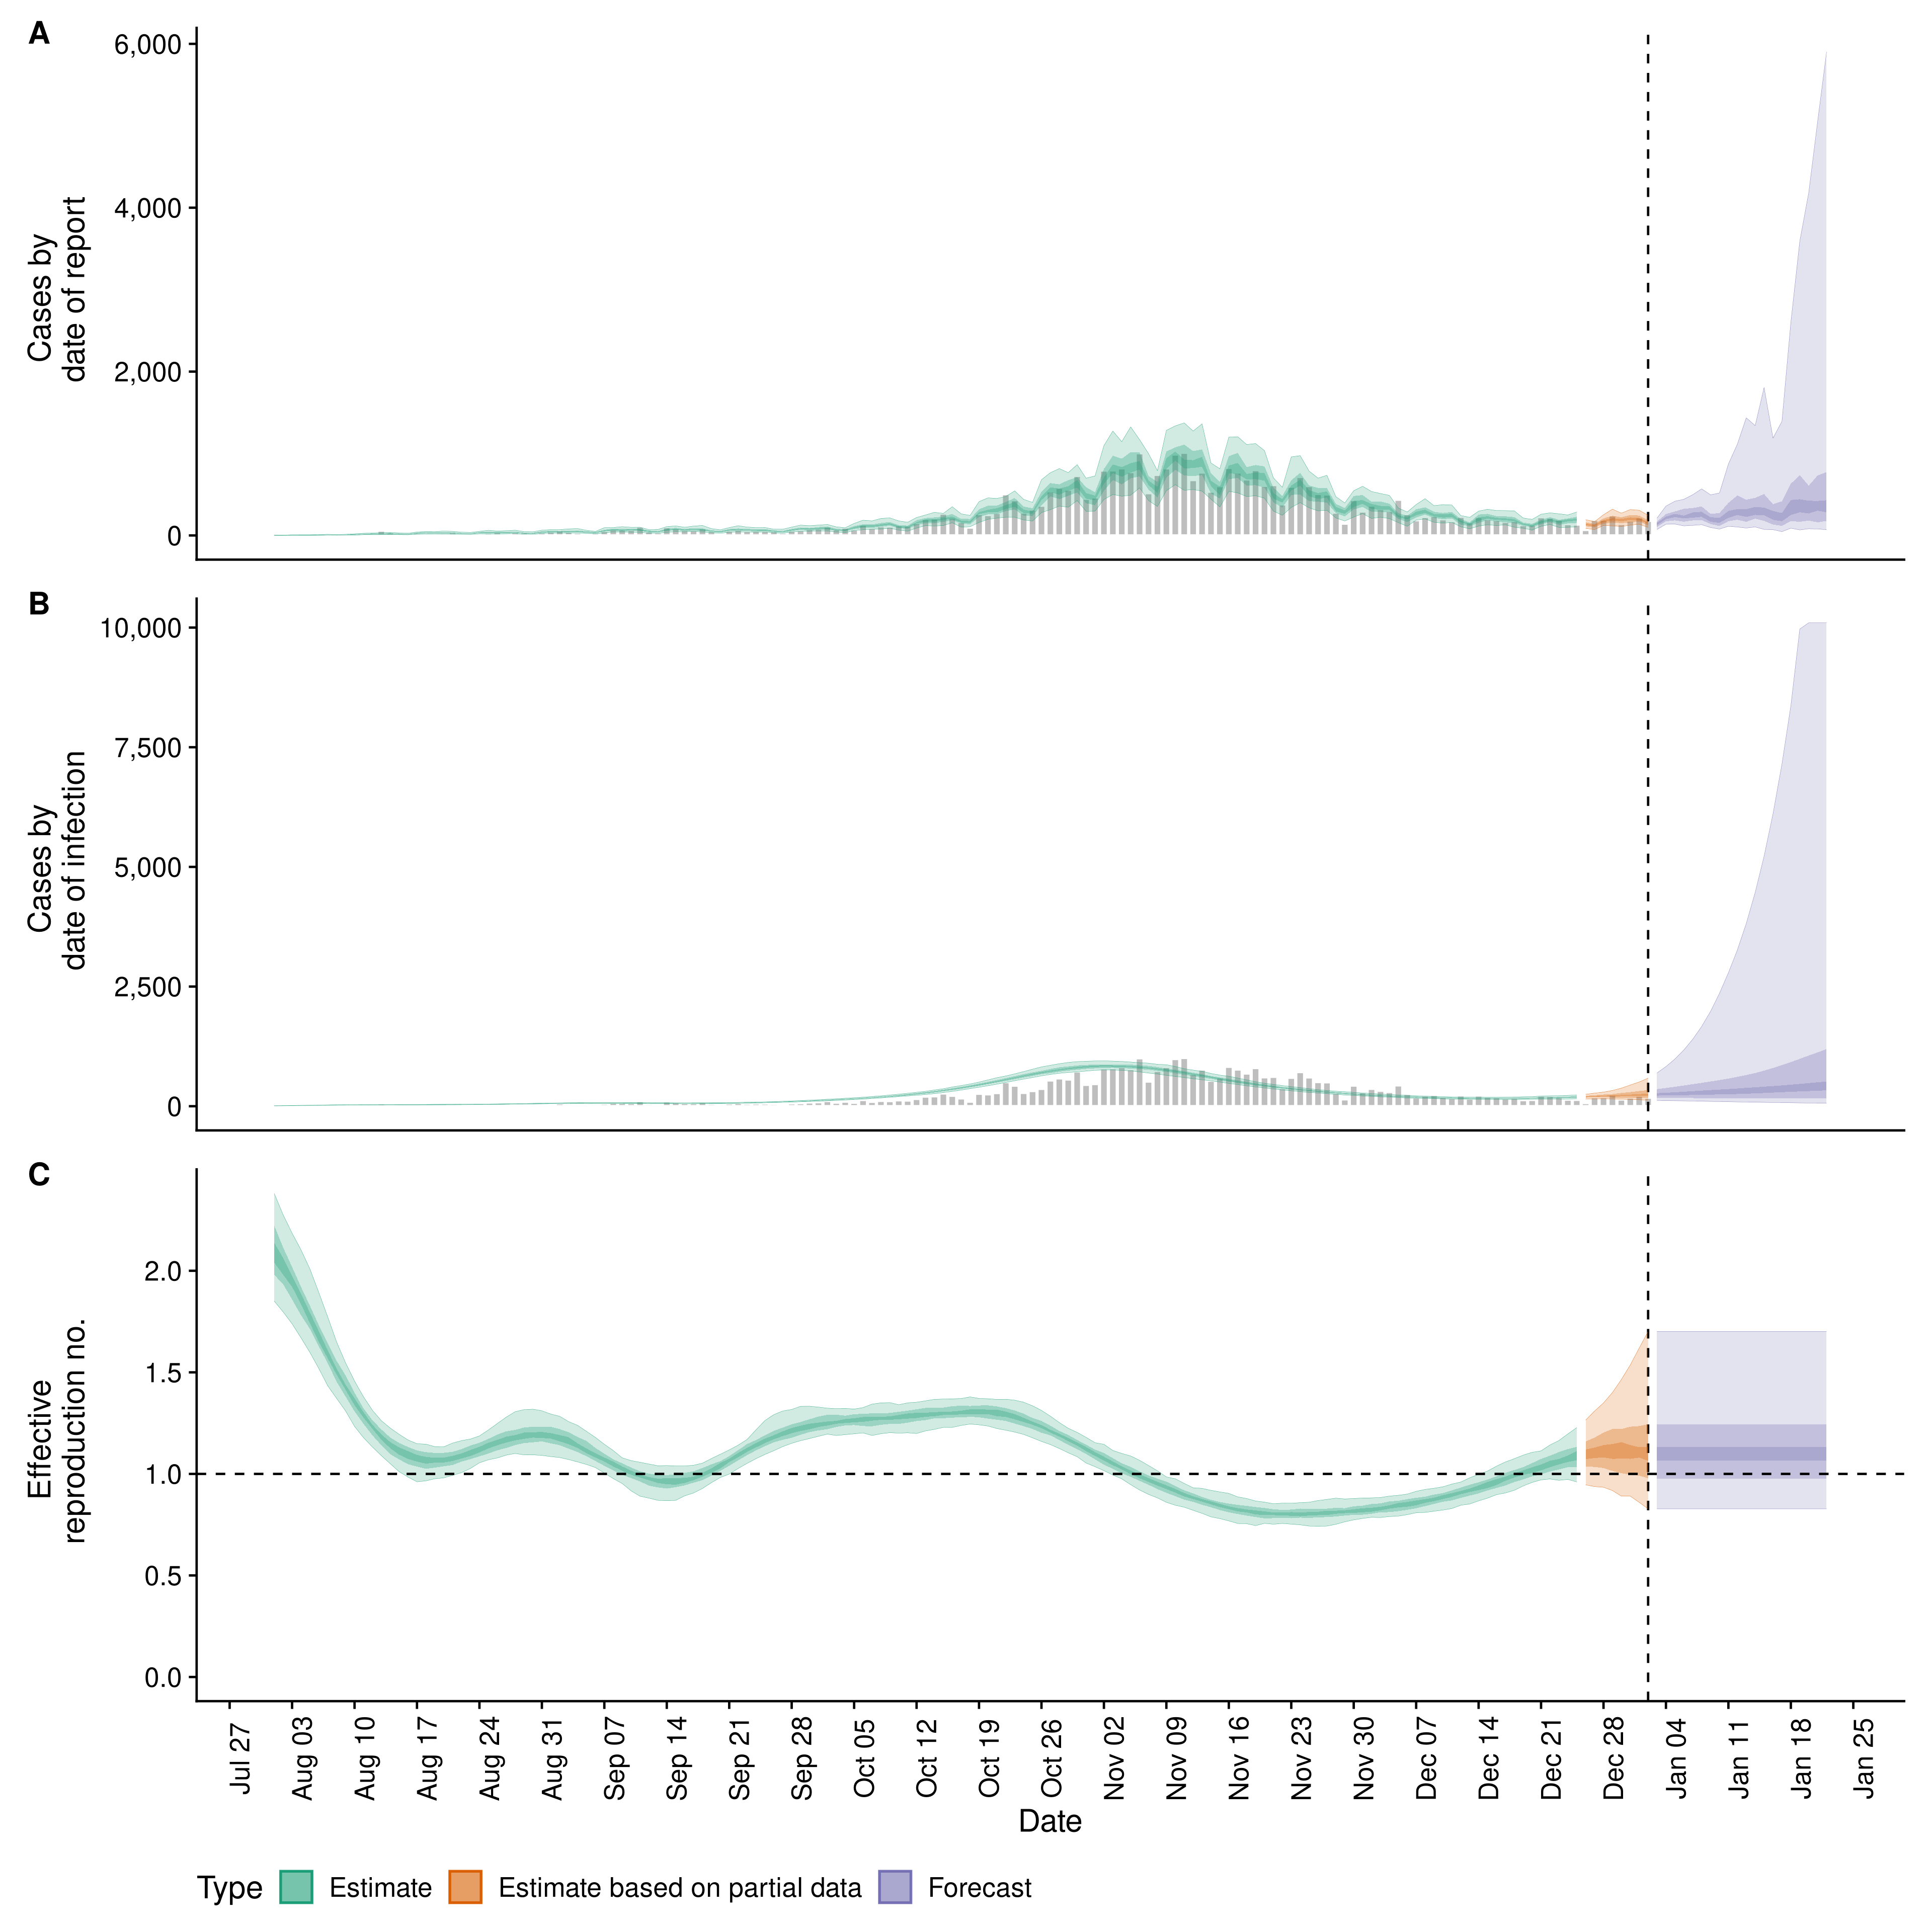 A
6,000
4,000
2,000
0
Cases by
date of report
B
10,000
7,500
5,000
2,500
0
Cases by
date of infection
C
2.0
1.5
1.0
0.5
0.0
Effective
reproduction no.
Jul 27
Aug 03
Aug 10
Aug 17
Aug 24
Aug 31
Sep 07
Sep 14
Sep 21
Sep 28
Oct 05
Oct 12
Oct 19
Oct 26
Nov 02
Nov 09
Nov 16
Nov 23
Nov 30
Dec 07
Dec 14
Dec 21
Dec 28
Jan 04
Jan 11
Jan 18
Jan 25
Date
Type Estimate Estimate based on partial data Forecast